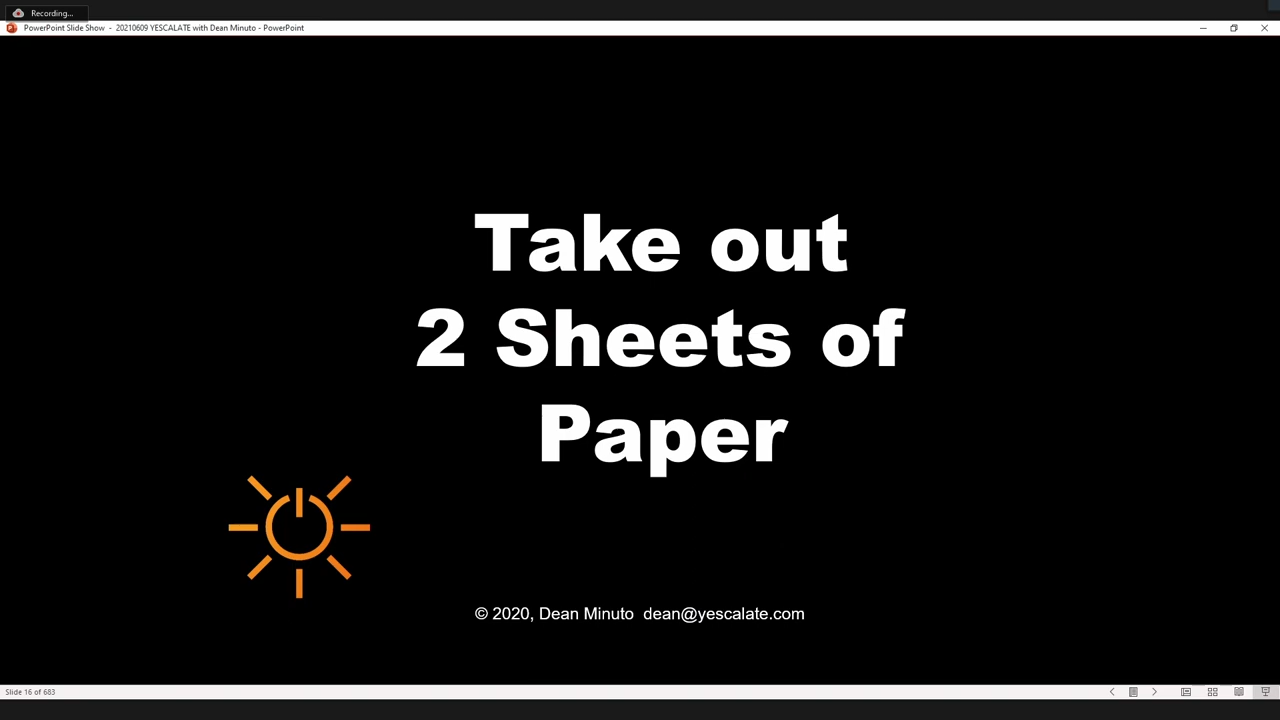 Recording...
PowerPoint Slide Show - 20210609 YESCALATE with Dean Minuto - PowerPoint
Take out
2 Sheets of
Paper
© 2020, Dean Minuto dean@yescalate.com
Slide 16 of 683